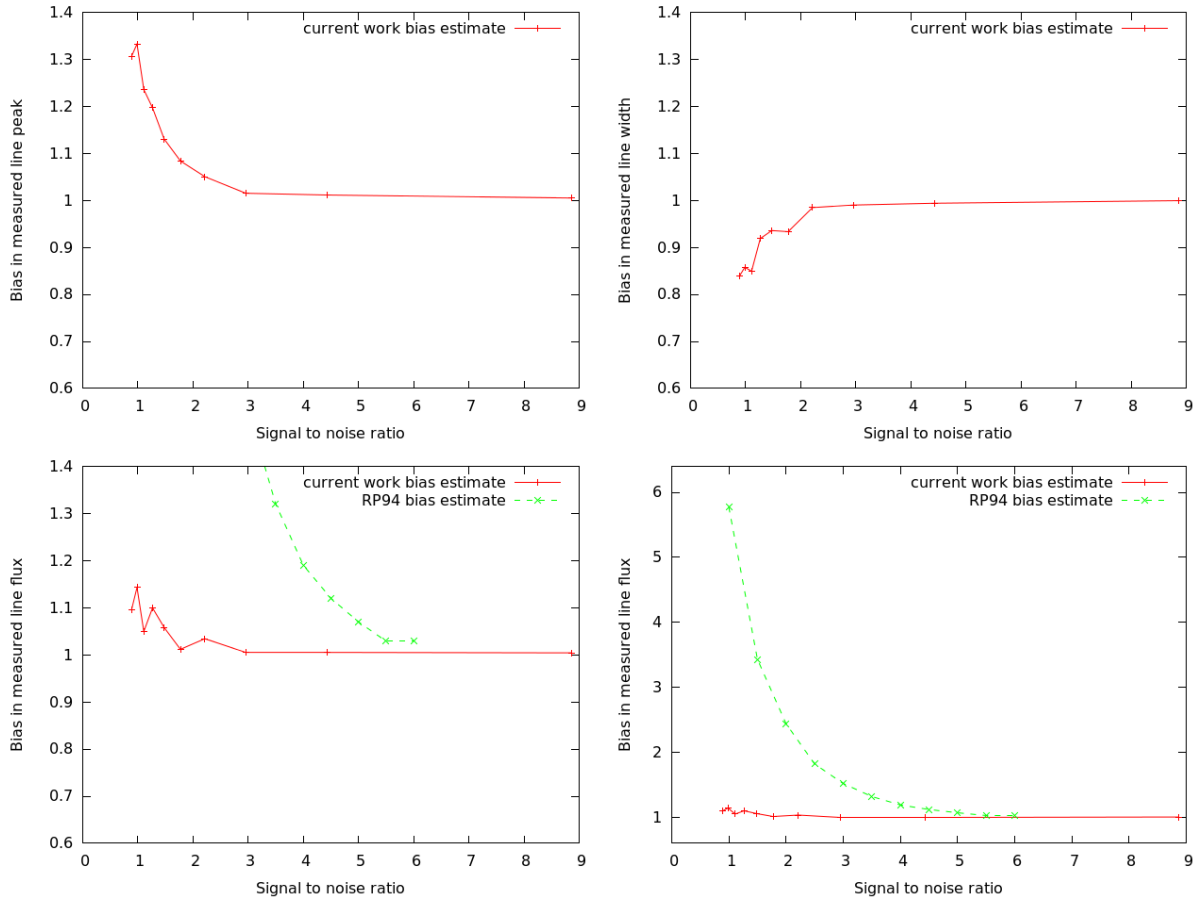 current work bias estimate
1.4
1.3
1.2
1.1
1
0.9
0.8
0.7
0.6
Bias in measured line peak
0 1 2 3 4 5 6 7 8 9
Signal to noise ratio
current work bias estimate
1.4
1.3
1.2
1.1
1
0.9
0.8
0.7
0.6
Bias in measured line width
0 1 2 3 4 5 6 7 8 9
Signal to noise ratio
current work bias estimate
RP94 bias estimate
1.4
1.3
1.2
1.1
1
0.9
0.8
0.7
0.6
Bias in measured line flux
0 1 2 3 4 5 6 7 8 9
Signal to noise ratio
current work bias estimate
RP94 bias estimate
6
5
4
3
2
1
Bias in measured line flux
0 1 2 3 4 5 6 7 8 9
Signal to noise ratio